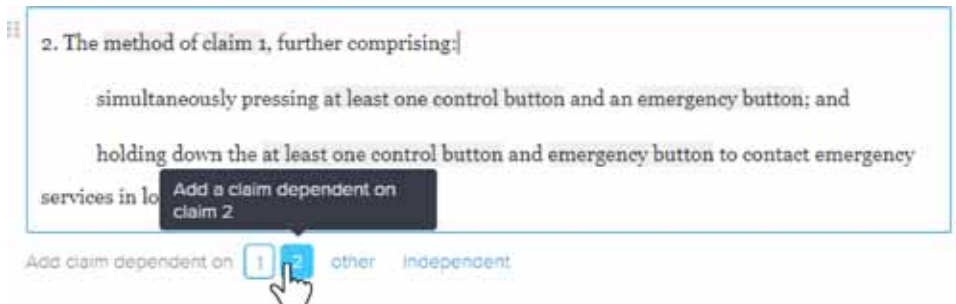 2. The method of claim 1, further comprising:
simultaneously pressing at least one control button and an emergency button; and
holding down the at least one control button and emergency button to contact emergency
services in lo
Add a claim dependent on
claim 2
Add claim dependent on 1 2 other Independent